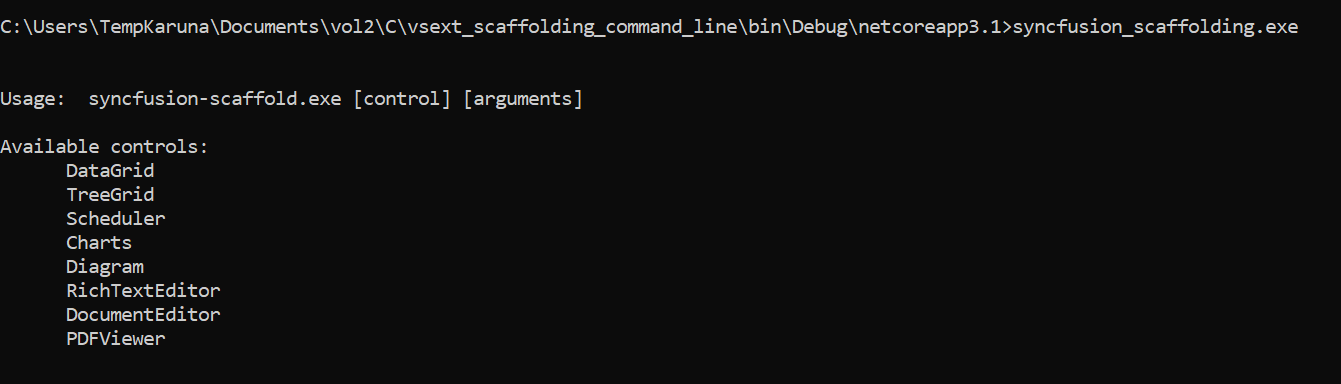 C:\Users\TempKaruna\Documents\vol2\C\vsext_scaffolding_command_line\bin\Debug\netcoreapp3.1>syncfusion_scaffolding.exe
Usage:  syncfusion-scaffold.exe [control] [arguments]
Available controls:
DataGrid
TreeGrid
Scheduler
Charts
Diagram
RichTextEditor
DocumentEditor
PDFViewer